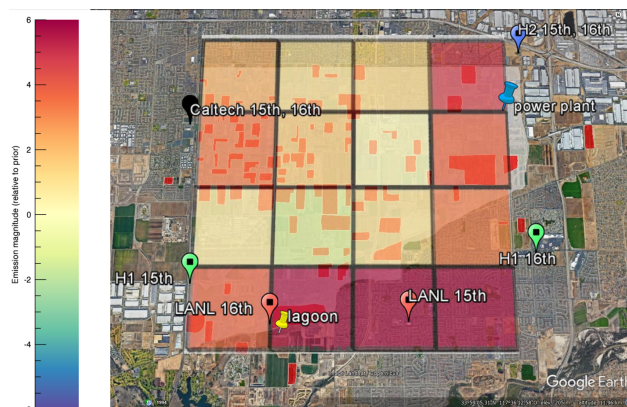 6
4
2
0
-2
-4
Emission magnitude (relative to prior)
H2 15th, 16th
power plant
Caltech 15th, 16th
H1 15th
H1 16th
LANL 16th
lagoon
LANL 15th
Google Earth
1994